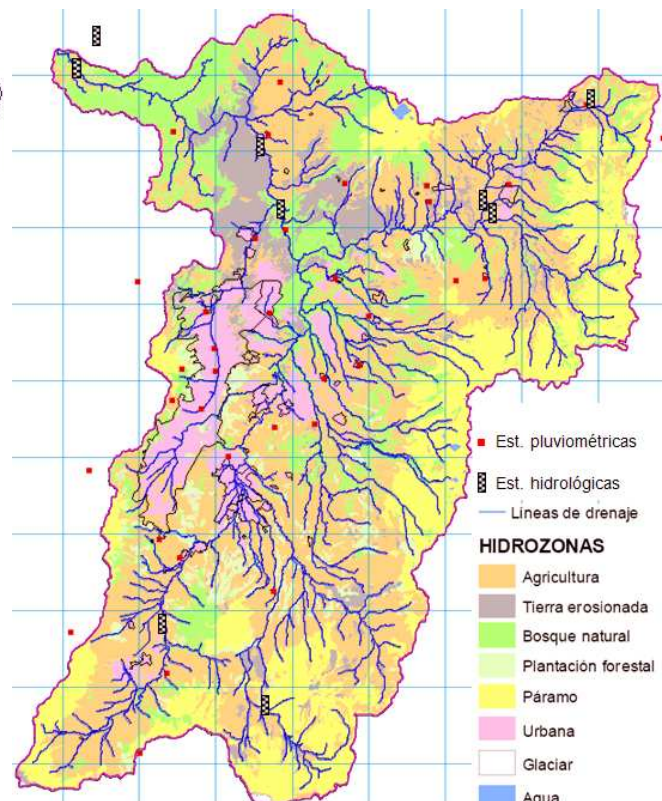 Est. pluviométricas
Est. hidrológicas
Líneas de drenaje
HIDROZONAS
Agricultura
Tierra erosionada
Bosque natural
Plantación forestal
Páramo
Urbana
Glaciar
Agua